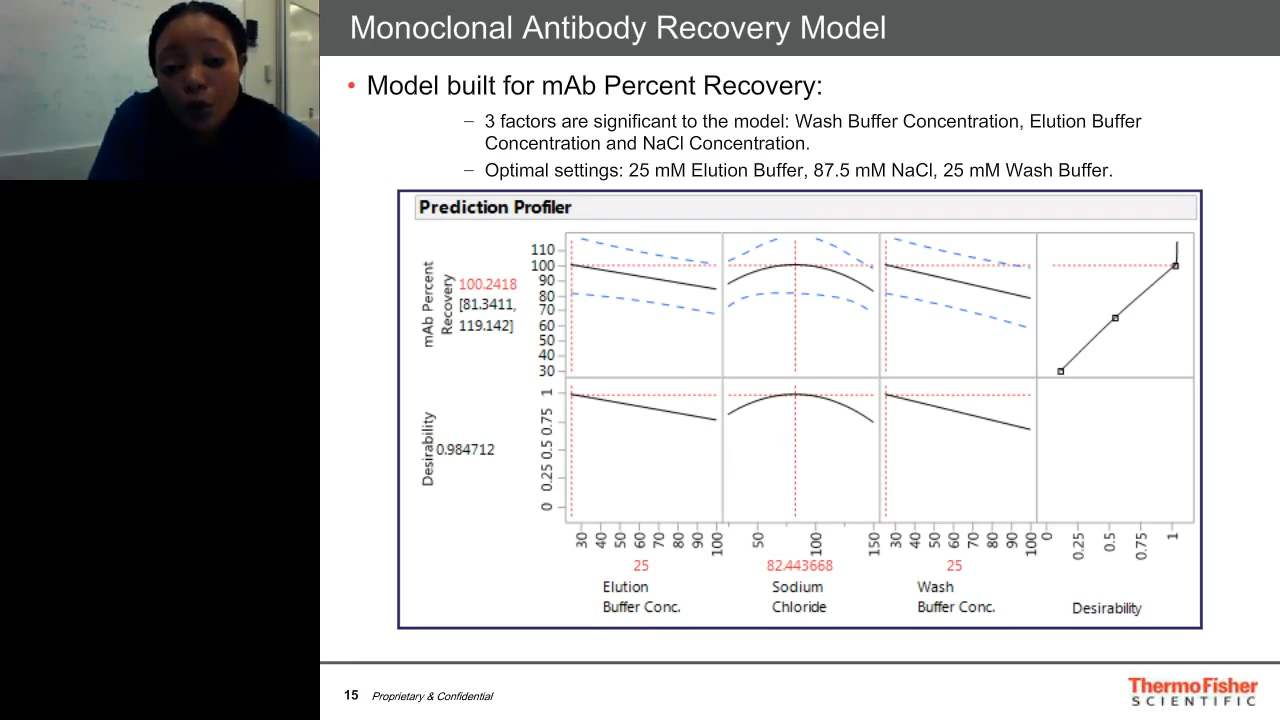 Monoclonal Antibody Recovery Model
• Model built for mAb Percent Recovery:
– 3 factors are significant to the model: Wash Buffer Concentration, Elution Buffer
Concentration and NaCl Concentration.
– Optimal settings: 25 mM Elution Buffer, 87.5 mM NaCl, 25 mM Wash Buffer.
Prediction Profiler
mAb Percent
Recovery
100.2418
[81.3411,
119.142]
110
100
90
80
70
60
50
40
30
Desirability
0.984712
1
0.75
0.5
0.25
0
30 40 50 60 70 80 90 100
50 100 150
30 40 50 60 70 80 90 100
0 0.25 0.5 0.75 1
25
82.443668
25
Elution
Buffer Conc.
Sodium
Chloride
Wash
Buffer Conc.
Desirability
15 Proprietary & Confidential
ThermoFisher
SCIENTIFIC